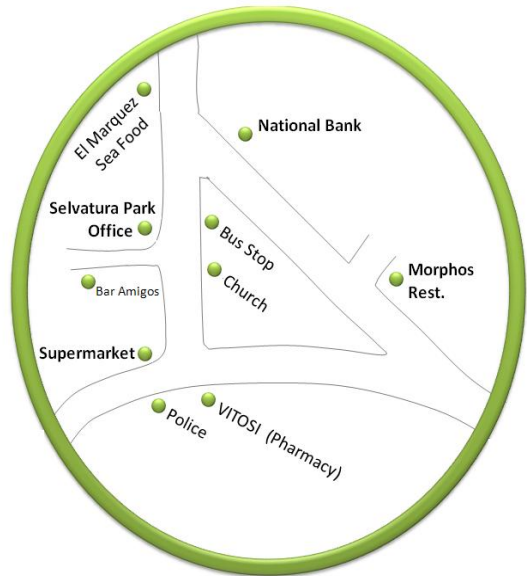 El Marquez
Sea Food
National Bank
Selvatura Park
Office
Bus Stop
Church
Morphos
Rest.
Bar Amigos
Supermarket
Police
VITOSI (Pharmacy)